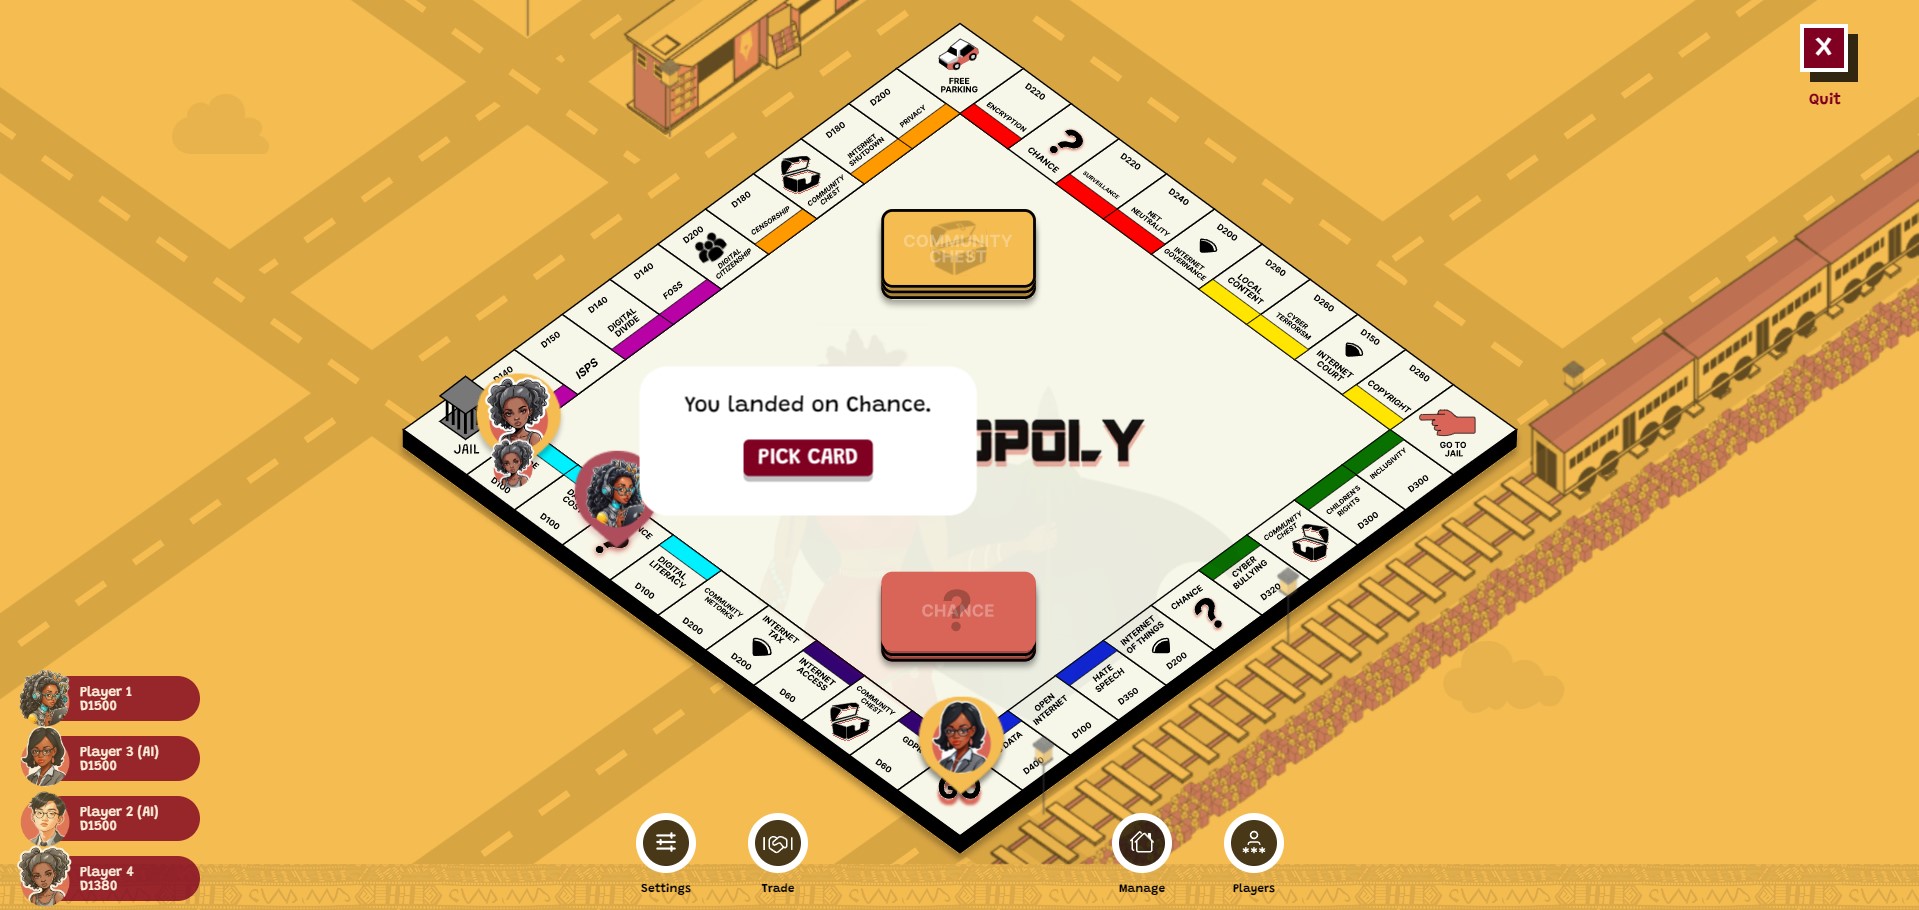 X
Quit
FREE
PARKING
D200
PRIVACY
D180
INTERNET
SHUTDOWN
COMMUNITY
CHEST
D180
CENSORSHIP
D200
DIGITAL
CITIZENSHIP
D140
FOSS
D140
DIGITAL
DIVIDE
D150
ISPS
D140
JAIL
D220
ENCRYPTION
CHANCE
D220
SURVEILLANCE
D240
NET
NEUTRALITY
D200
INTERNET
GOVERNANCE
D260
LOCAL
CONTENT
D260
CYBER
TERRORISM
D150
INTERNET
COURT
D280
COPYRIGHT
GO TO
JAIL
COMMUNITY
CHEST
You landed on Chance.
PICK CARD
OPOLY
CHANCE
D100
D100
DIGITAL
LITERACY
D100
COMMUNITY
NETORKS
D200
INTERNET
TAX
D200
INTERNET
ACCESS
D60
COMMUNITY
CHEST
D60
GO
INCLUSIVITY
D300
CHILDREN'S
RIGHTS
D300
COMMUNITY
CHEST
CYBER
BULLYING
D320
CHANCE
INTERNET
OF THINGS
D200
HATE
SPEECH
D350
OPEN
INTERNET
D100
DATA
D400
Player 1
D1500
Player 3 (AI)
D1500
Player 2 (AI)
D1500
Player 4
D1380
Settings
Trade
Manage
Players